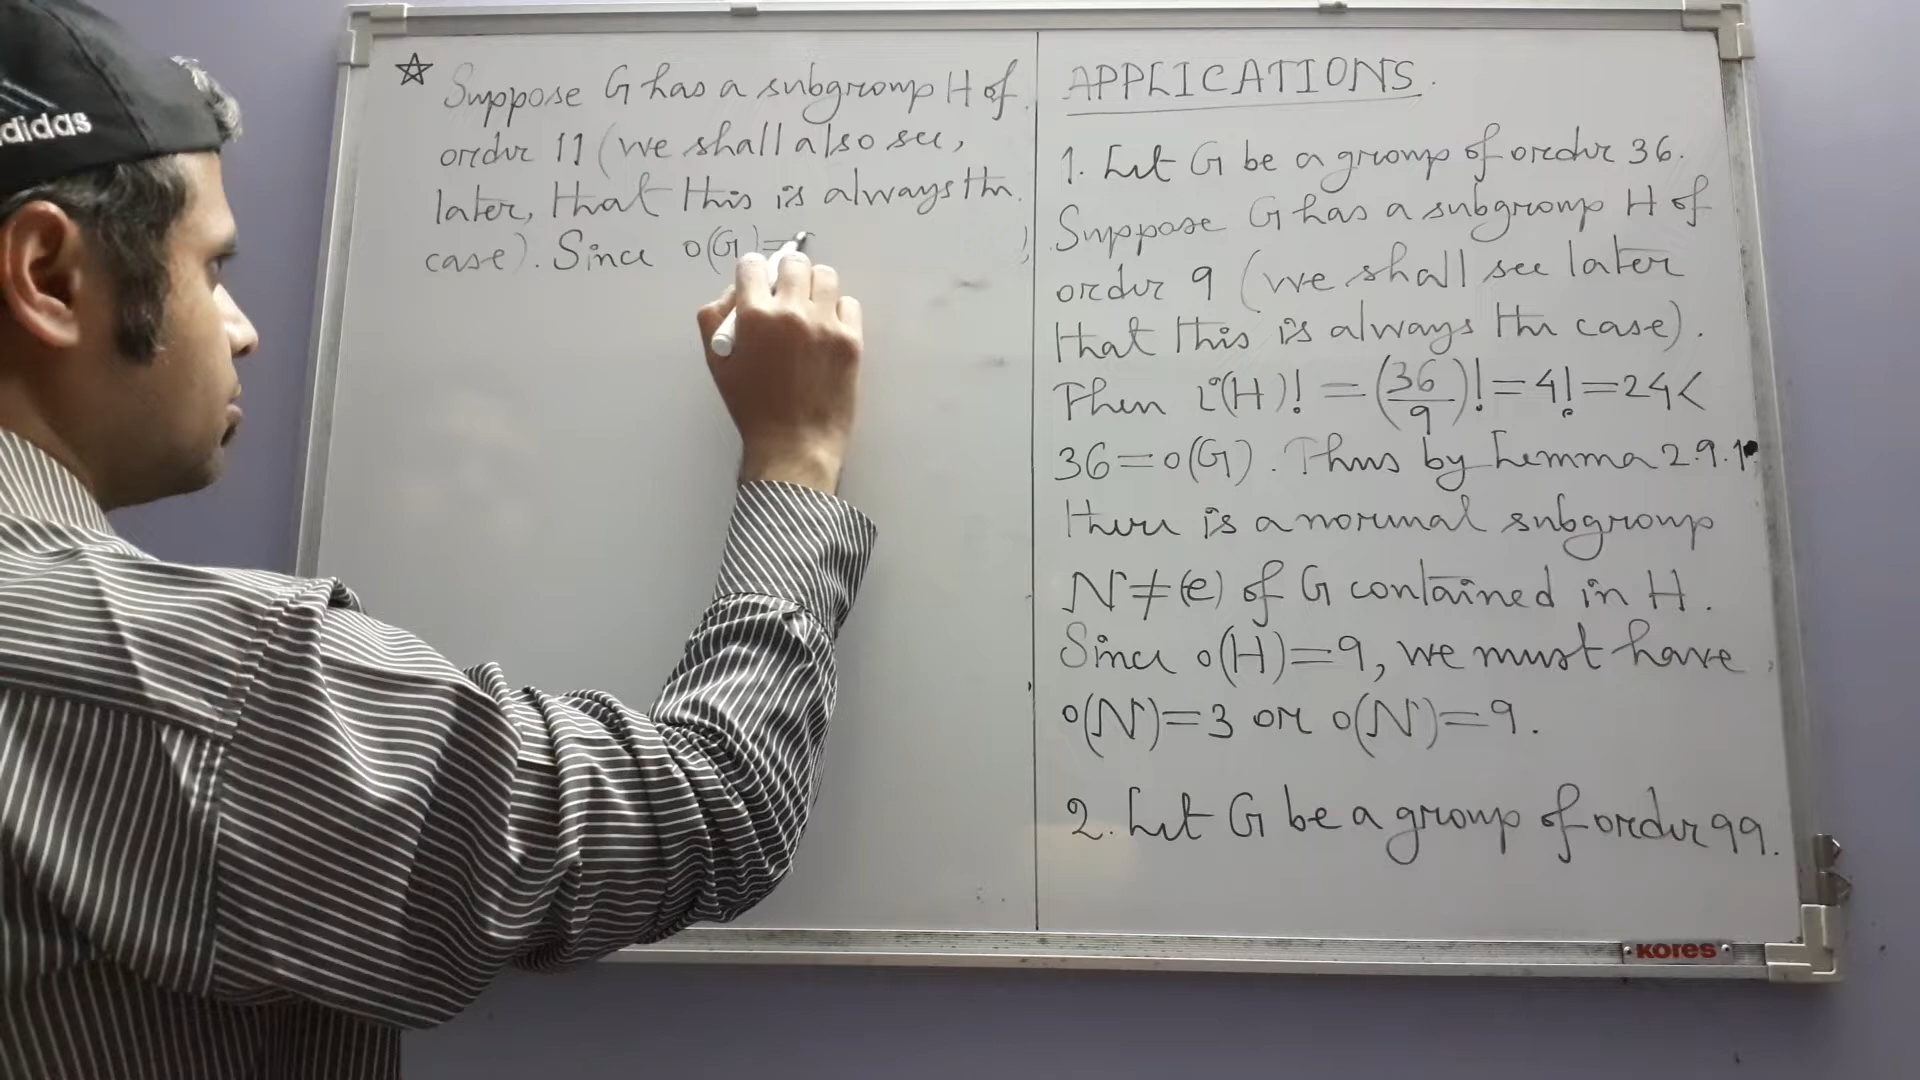 APPLICATIONS.
1. Let G be a group of order 36.
Suppose G has a subgroup H of
order 9 (we shall see later
that this is always the case).
Then i(H)! = (36/9)! = 4! = 24 <
36 = o(G). Thus by Lemma 2.9.1
there is a normal subgroup
N ≠ (e) of G contained in H.
Since o(H) = 9, we must have
o(N) = 3 or o(N) = 9.
2. Let G be a group of order 99.
☆ Suppose G has a subgroup H of
order 11 (we shall also see,
later, that this is always the
case). Since o(G) =
adidas
KORES